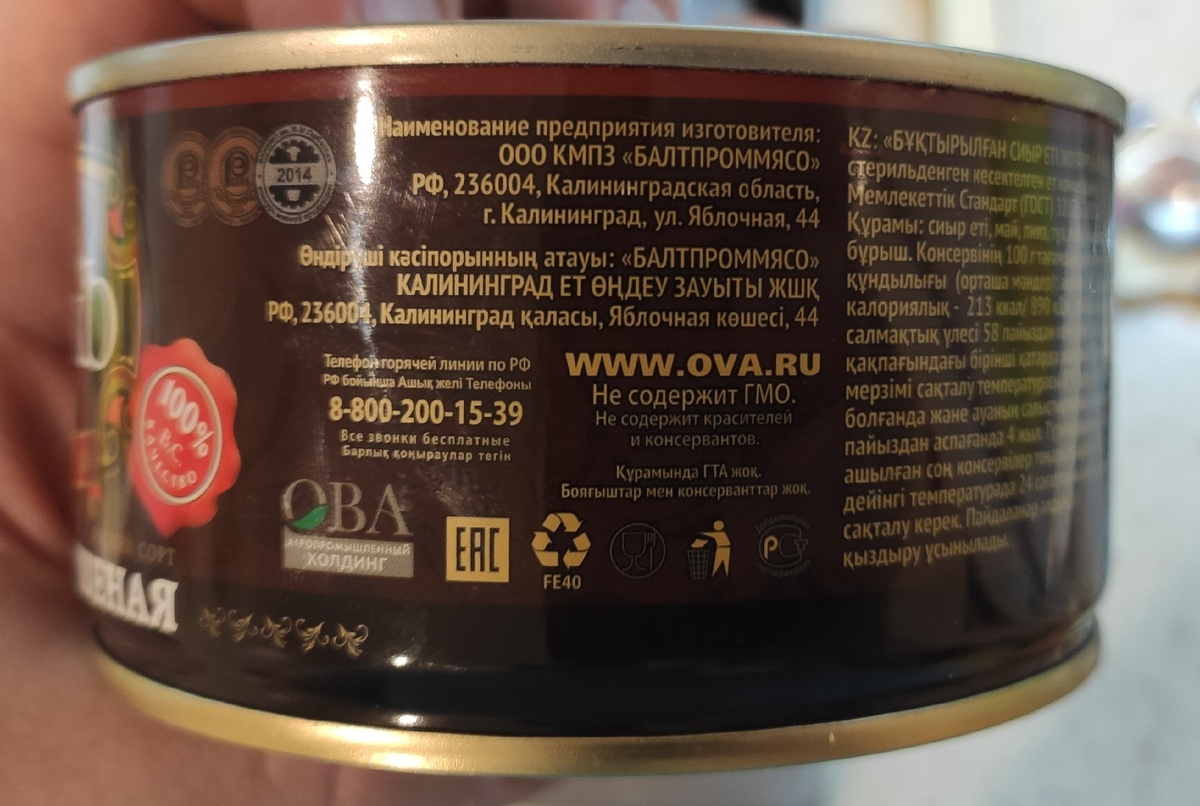 2014
Наименование предприятия изготовителя:
ООО КМПЗ «БАЛТПРОММЯСО»
РФ, 236004, Калининградская область,
г. Калининград, ул. Яблочная, 44
Өндіруші кәсіпорынның атауы: «БАЛТПРОММЯСО»
КАЛИНИНГРАД ЕТ ӨҢДЕУ ЗАУЫТЫ ЖШҚ
РФ, 236004, Калининград қаласы, Яблочная көшесі, 44
Телефон горячей линии по РФ
РФ бойынша Ашық желі Телефоны
8-800-200-15-39
Все звонки бесплатные
Барлық қоңыраулар тегін
WWW.OVA.RU
Не содержит ГМО.
Не содержит красителей
и консервантов.
Құрамында ГТА жоқ.
Бояғыштар мен консерванттар жоқ.
100%
В.С.
КАЧЕСТВО
СОРТ
ОВА
АГРОПРОМЫШЛЕННЫЙ
ХОЛДИНГ
EAC
FE40
KZ: «БҰҚТЫРЫЛҒАН СИЫР ЕТІ
стерильденген кесектелген ет
Мемлекеттік Стандарт (ГОСТ)
Құрамы: сиыр еті, май, пияз,
бұрыш. Консервінің 100 г
құндылығы (орташа мәндері
калориялық - 213 ккал/ 890
салмақтық үлесі 58 пайыздан
қақпағындағы бірінші қатарда
мерзімі сақталу температурасы
болғанда және ауаның
пайыздан аспағанда 4 жыл.
ашылған соң консервілер
дейінгі температурада 24
сақталу керек. Пайдаланар
қыздыру ұсынылады.